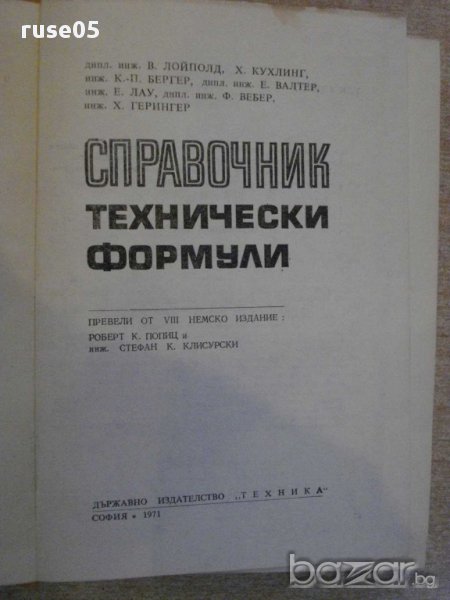 ruse05
дипл. инж. В. ЛОЙПОЛД, Х. КУХЛИНГ,
инж. К.-П. БЕРГЕР, дипл. инж. Е. ВАЛТЕР,
инж. Е. ЛАУ, дипл. инж. Ф. ВЕБЕР,
инж. Х. ГЕРИНГЕР
СПРАВОЧНИК
ТЕХНИЧЕСКИ
ФОРМУЛИ
ПРЕВЕЛИ ОТ VIII НЕМСКО ИЗДАНИЕ:
РОБЕРТ К. ПОПИЦ и
инж. СТЕФАН К. КЛИСУРСКИ
ДЪРЖАВНО ИЗДАТЕЛСТВО „ТЕХНИКА"
СОФИЯ • 1971
bazar.bg